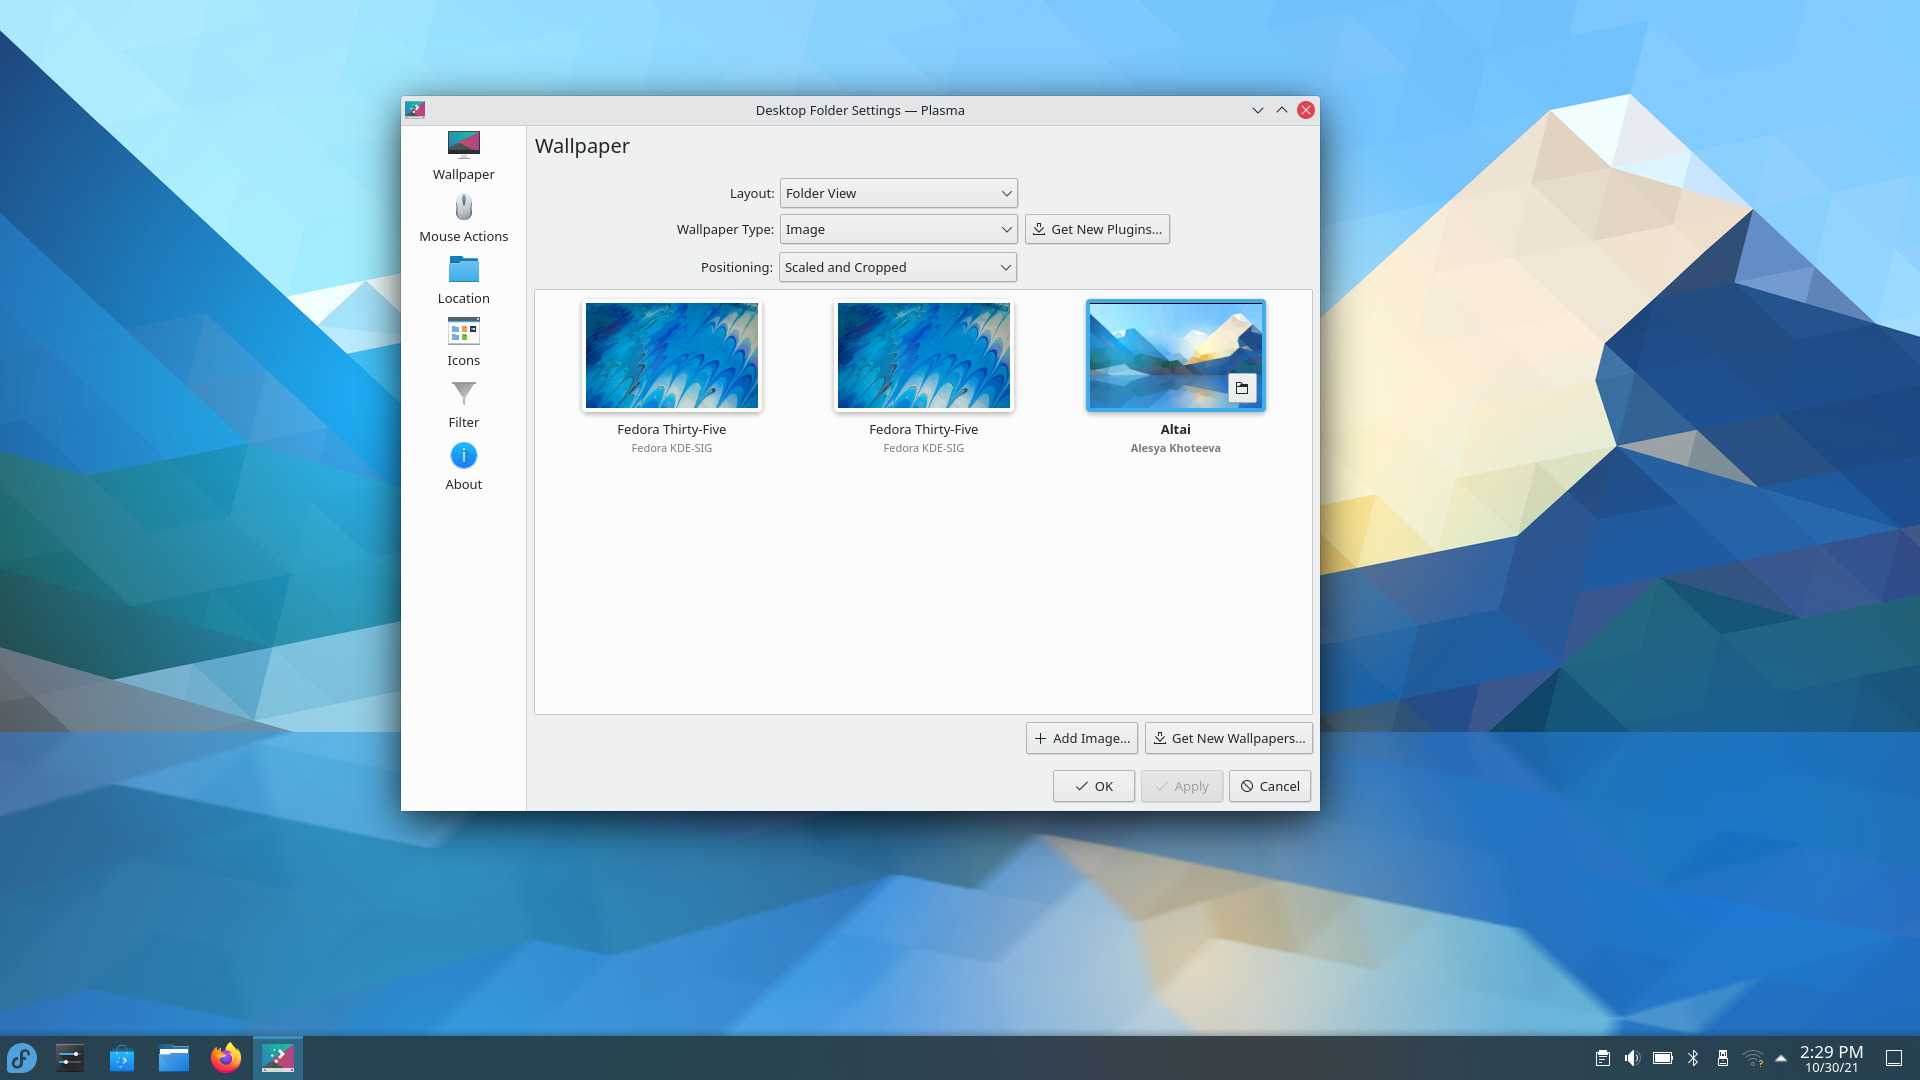 Desktop Folder Settings — Plasma
Wallpaper
Mouse Actions
Location
Icons
Filter
About
Wallpaper
Layout: Folder View
Wallpaper Type: Image Get New Plugins...
Positioning: Scaled and Cropped
Fedora Thirty-Five
Fedora KDE-SIG
Fedora Thirty-Five
Fedora KDE-SIG
Altai
Alesya Khoteeva
Add Image... Get New Wallpapers...
OK Apply Cancel
2:29 PM
10/30/21